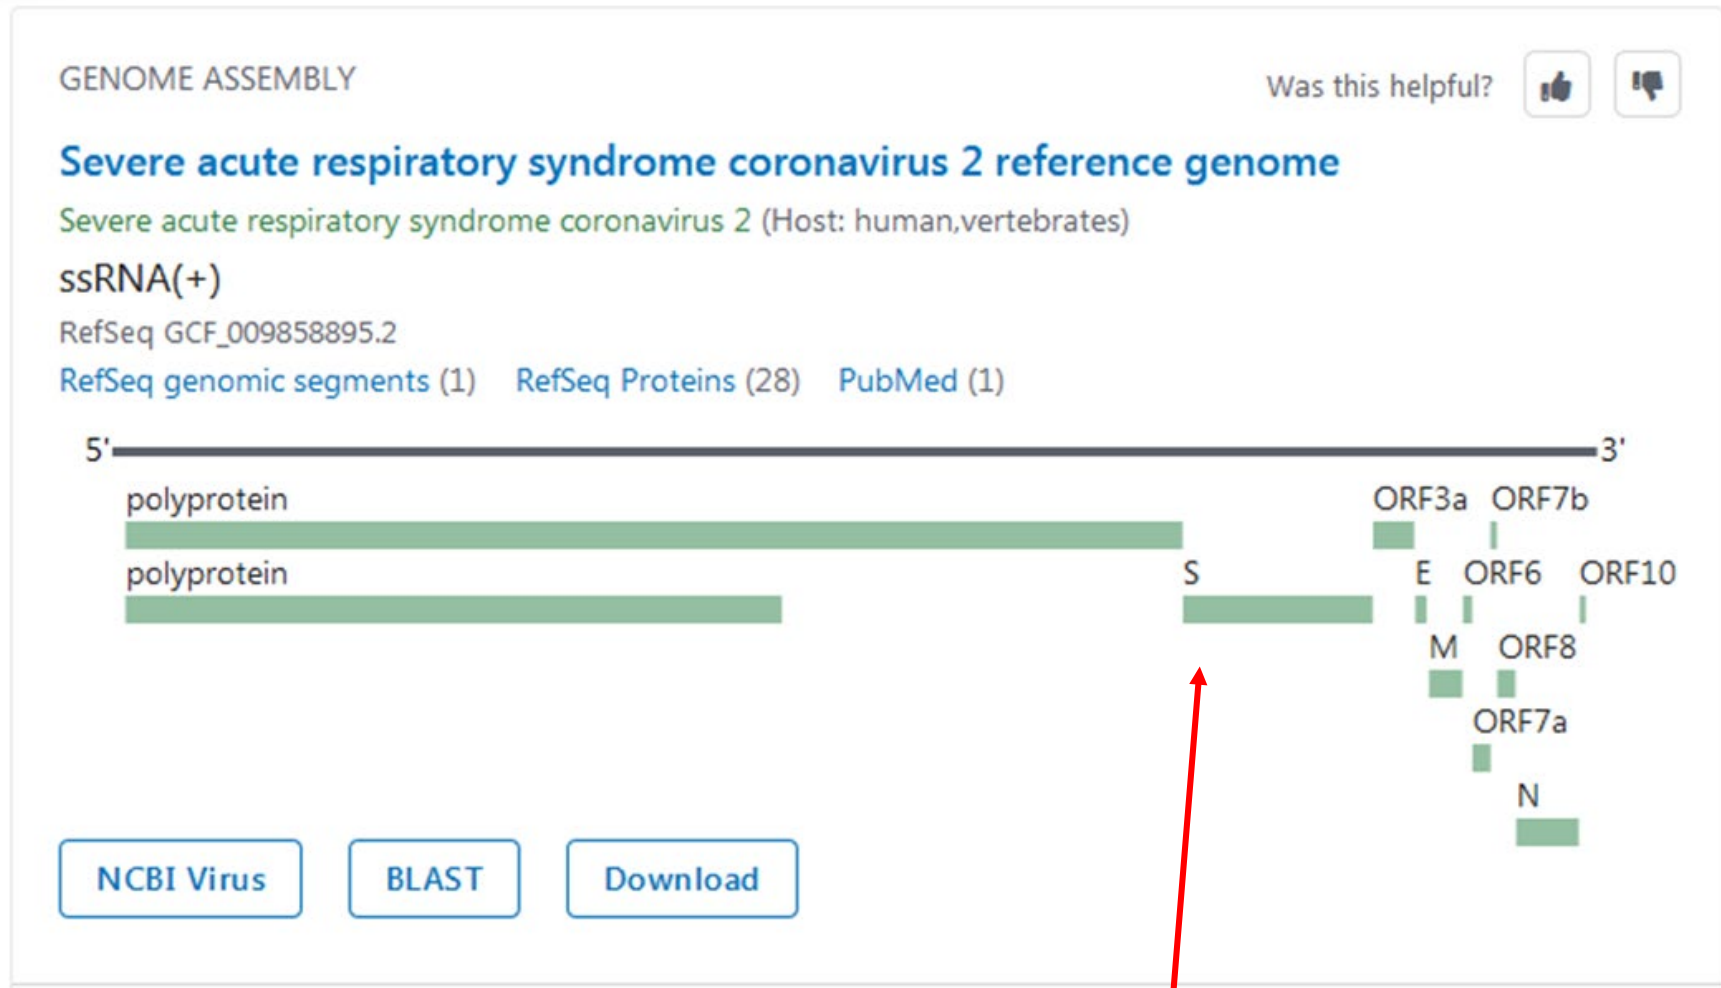 GENOME ASSEMBLY
Was this helpful?
Severe acute respiratory syndrome coronavirus 2 reference genome
Severe acute respiratory syndrome coronavirus 2 (Host: human,vertebrates)
ssRNA(+)
RefSeq GCF_009858895.2
RefSeq genomic segments (1) RefSeq Proteins (28) PubMed (1)
5' 3'
polyprotein ORF3a ORF7b
polyprotein S E ORF6 ORF10
M ORF8
ORF7a
N
NCBI Virus BLAST Download